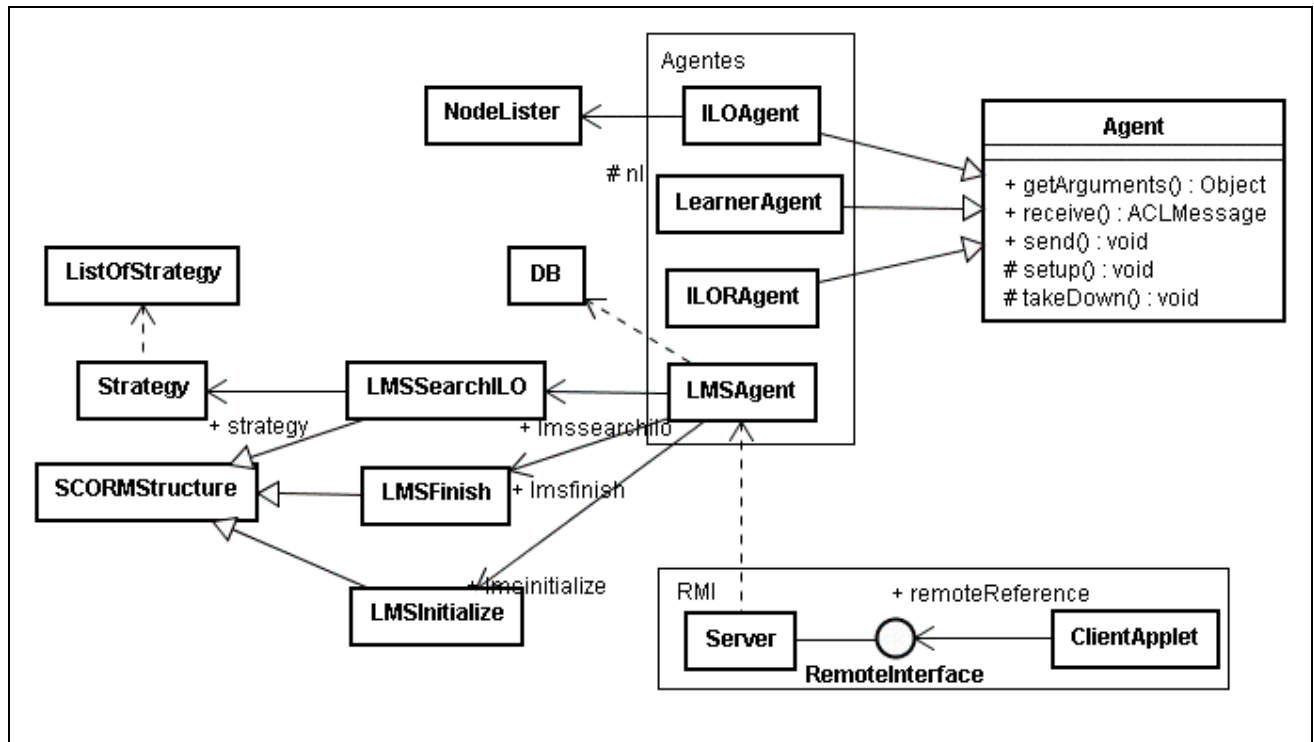 Agentes
NodeLister
ILOAgent
Agent
# nl
+ getArguments() : Object
+ receive() : ACLMessage
+ send() : void
# setup() : void
# takeDown() : void
LearnerAgent
ListOfStrategy
DB
ILORAgent
Strategy
LMSSearchILO
LMSAgent
+ strategy
+ lmssearchilo
SCORMStructure
LMSFinish
+ lmsfinish
+ lmsinitialize
LMSInitialize
RMI
+ remoteReference
Server
ClientApplet
RemoteInterface